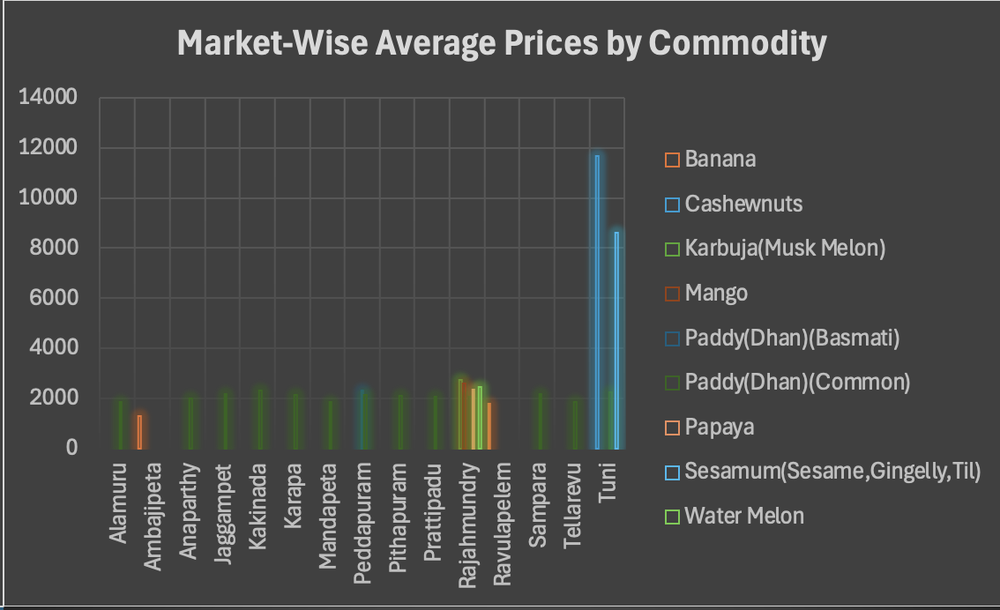 Market-Wise Average Prices by Commodity
14000
12000
10000
8000
6000
4000
2000
0
Alamuru
Ambajipeta
Anaparthy
Jaggampet
Kakinada
Karapa
Mandapeta
Peddapuram
Pithapuram
Prattipadu
Rajahmundry
Ravulapelem
Sampara
Tellarevu
Tuni
Banana
Cashewnuts
Karbuja(Musk Melon)
Mango
Paddy(Dhan)(Basmati)
Paddy(Dhan)(Common)
Papaya
Sesamum(Sesame,Gingelly,Til)
Water Melon